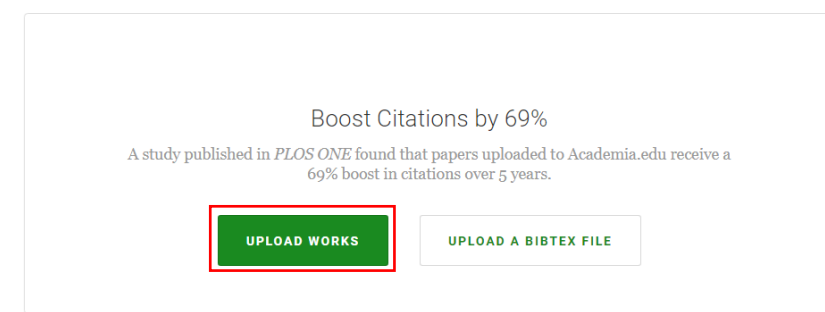 Boost Citations by 69%
A study published in PLOS ONE found that papers uploaded to Academia.edu receive a
69% boost in citations over 5 years.
UPLOAD WORKS
UPLOAD A BIBTEX FILE